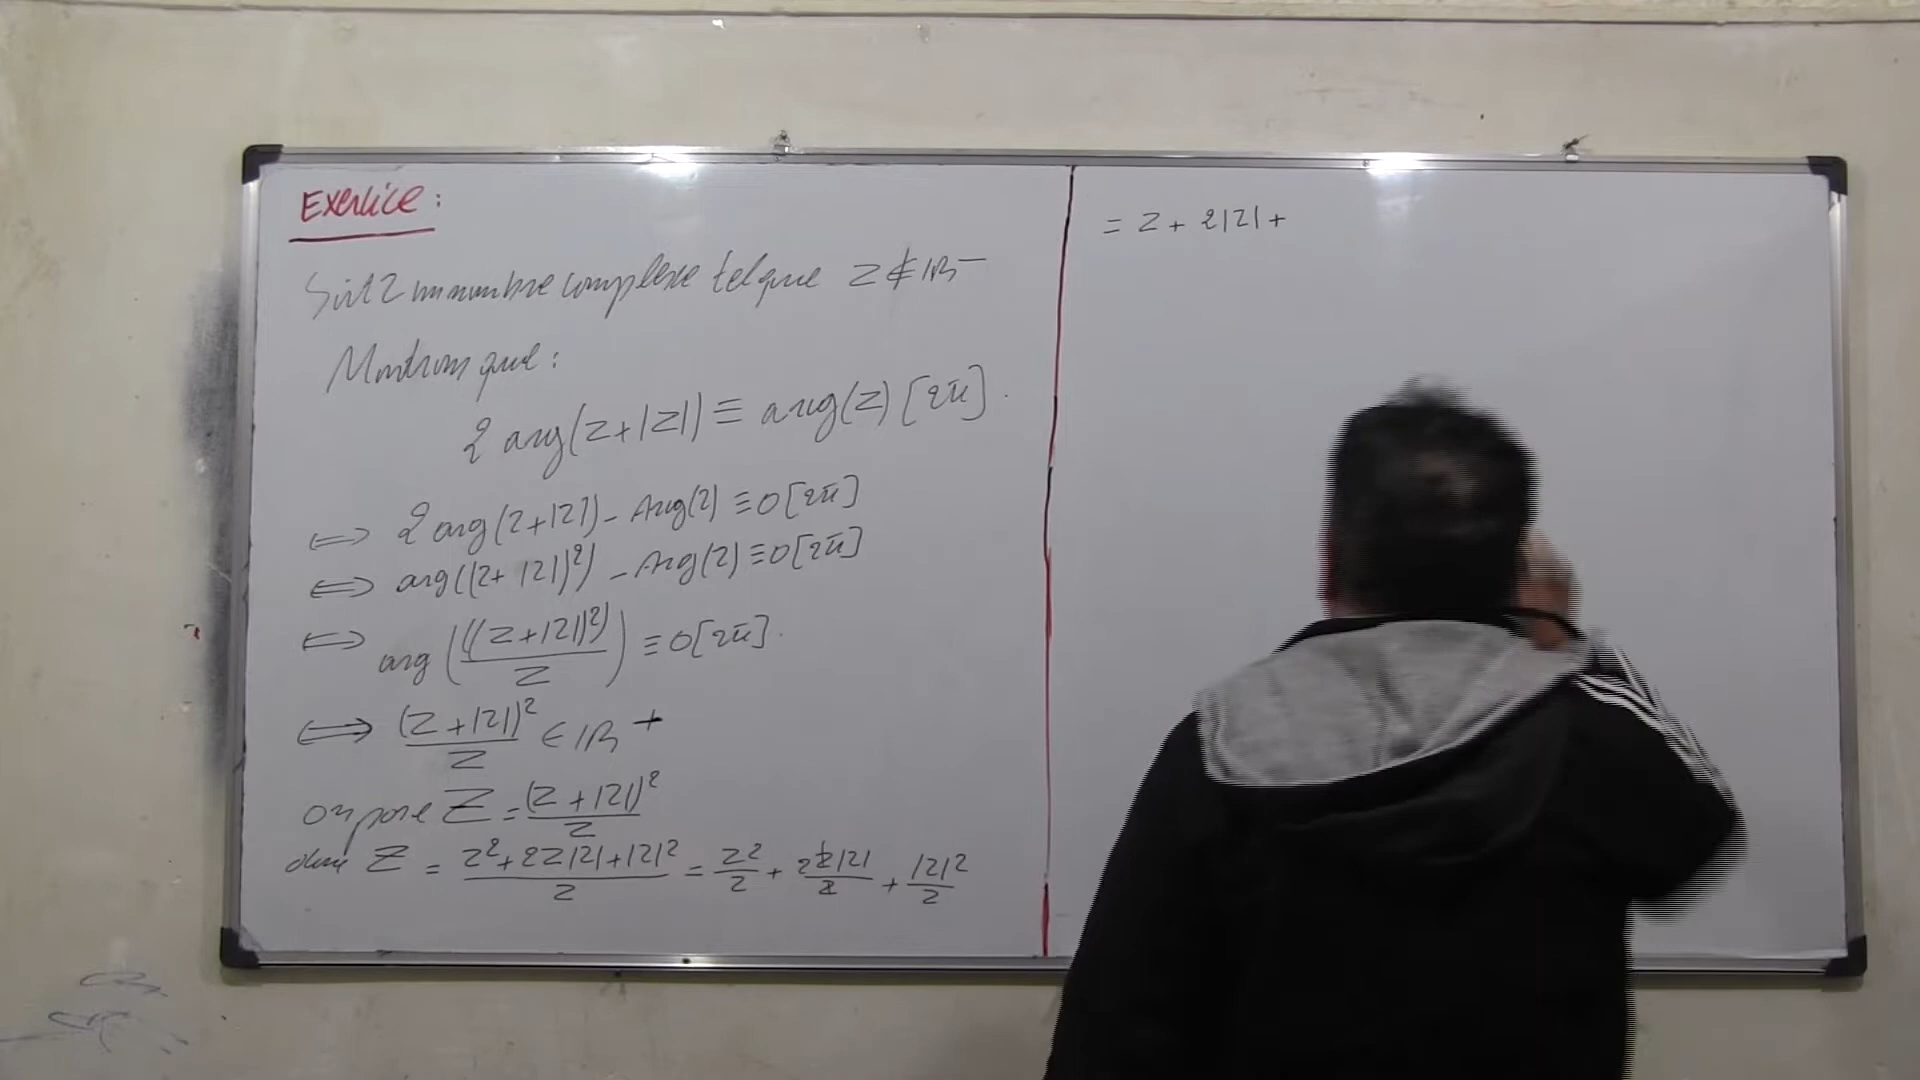 Exercice :
Soit z un nombre complexe tel que z ∉ IR⁻
Montrons que :
2 arg(z+|z|) ≡ arg(z) [2π].
⟺ 2 arg(z+|z|) - Arg(z) ≡ 0 [2π]
⟺ arg((z+|z|)²) - Arg(z) ≡ 0 [2π]
⟺ arg(((z+|z|)²)/z) ≡ 0 [2π].
⟺ (z+|z|)²/z ∈ IR⁺
on pose Z = (z+|z|)²/z
donc Z = (z²+2z|z|+|z|²)/z = z²/z + 2z|z|/z + |z|²/z
= z + 2|z| +